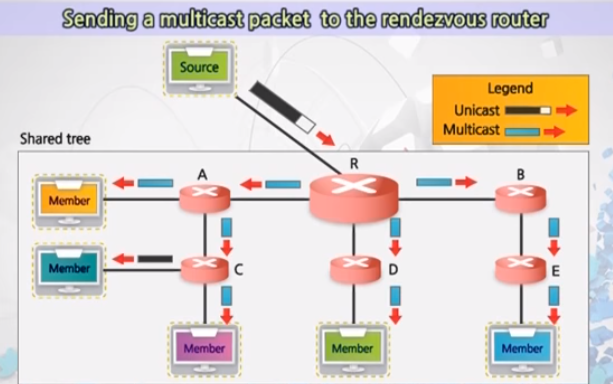 Sending a multicast packet to the rendezvous router
Source
Legend
Unicast
Multicast
Shared tree
R
A
B
Member
Member
C
D
E
Member
Member
Member